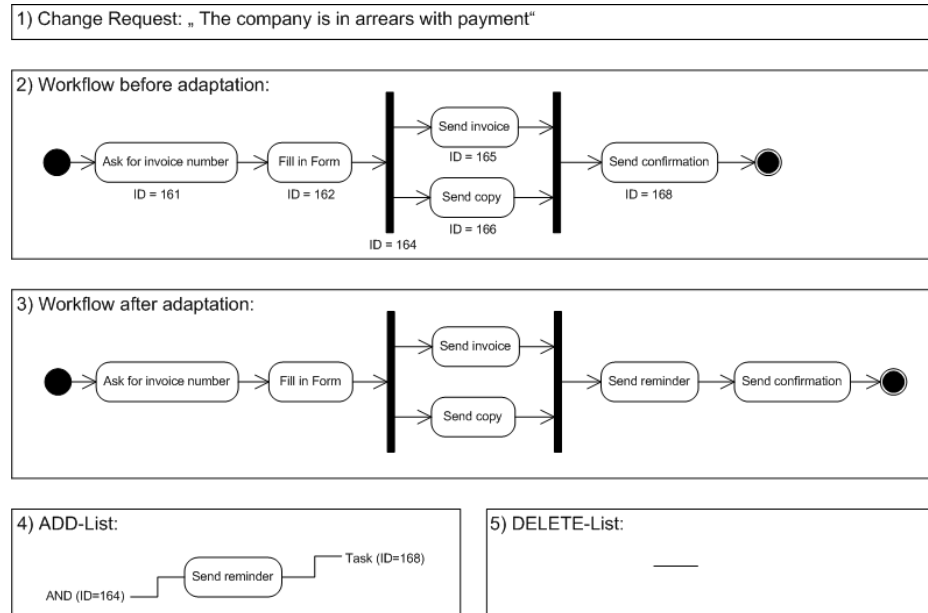 1) Change Request: „ The company is in arrears with payment“
2) Workflow before adaptation:
Send invoice
ID = 165
Ask for invoice number
Fill in Form
Send confirmation
ID = 161
ID = 162
ID = 168
Send copy
ID = 166
ID = 164
3) Workflow after adaptation:
Send invoice
Ask for invoice number
Fill in Form
Send reminder
Send confirmation
Send copy
4) ADD-List:
Task (ID=168)
Send reminder
AND (ID=164)
5) DELETE-List: